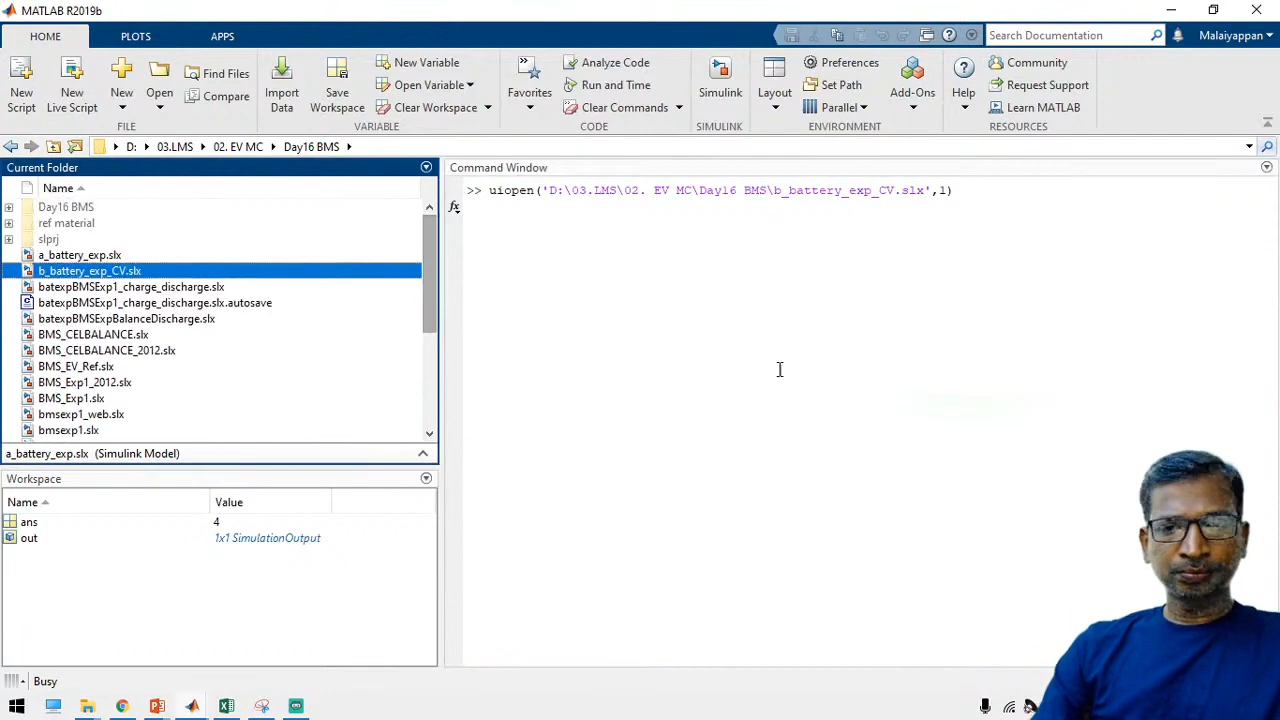 MATLAB R2019b
HOME PLOTS APPS Search Documentation Malaiyappan
New Script New Live Script New Open Find Files Compare
FILE
Import Data Save Workspace New Variable Open Variable Clear Workspace
VARIABLE
Favorites Analyze Code Run and Time Clear Commands
CODE
Simulink
SIMULINK
Layout Preferences Set Path Parallel Add-Ons
ENVIRONMENT
Help Community Request Support Learn MATLAB
RESOURCES
D: 03.LMS 02. EV MC Day16 BMS
Current Folder
Name
Day16 BMS
ref material
slprj
a_battery_exp.slx
b_battery_exp_CV.slx
batexpBMSExp1_charge_discharge.slx
batexpBMSExp1_charge_discharge.slx.autosave
batexpBMSExpBalanceDischarge.slx
BMS_CELBALANCE.slx
BMS_CELBALANCE_2012.slx
BMS_EV_Ref.slx
BMS_Exp1_2012.slx
BMS_Exp1.slx
bmsexp1_web.slx
bmsexp1.slx
a_battery_exp.slx (Simulink Model)
Workspace
Name Value
ans 4
out 1x1 SimulationOutput
Command Window
>> uiopen('D:\03.LMS\02. EV MC\Day16 BMS\b_battery_exp_CV.slx',1)
fx
Busy